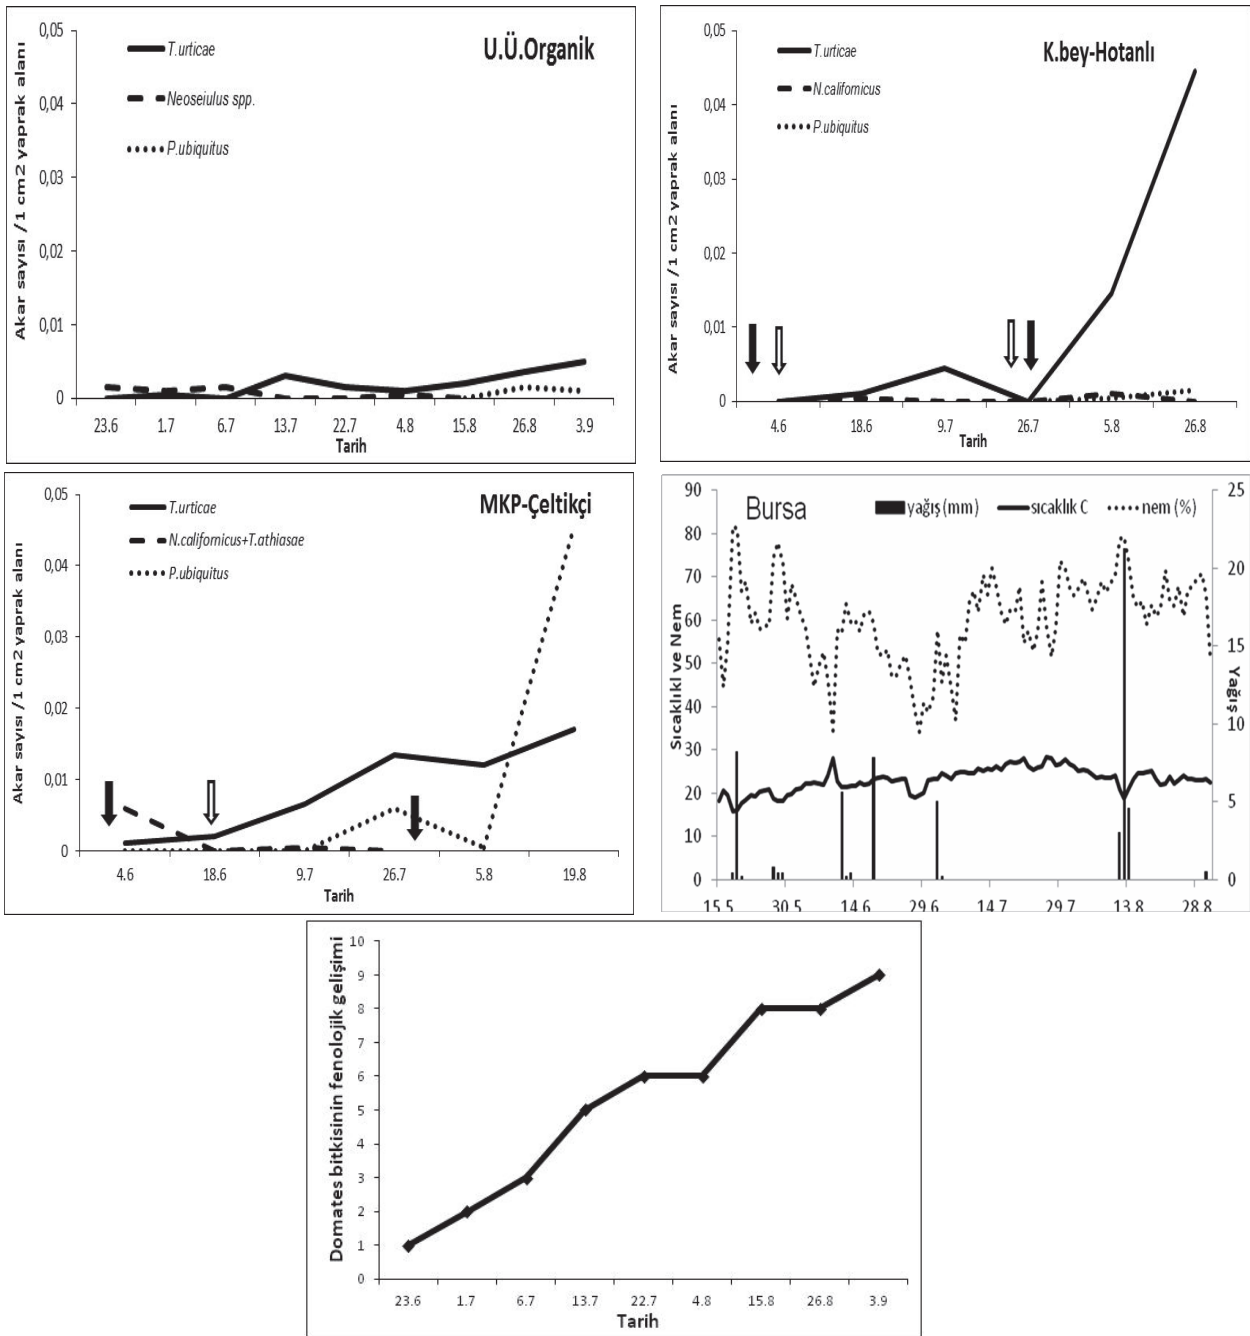 U.Ü.Organik
T.urticae
Neoseiulus spp.
P.ubiquitus
Akar sayısı /1 cm2 yaprak alanı
0,05
0,04
0,03
0,02
0,01
0
23.6 1.7 6.7 13.7 22.7 4.8 15.8 26.8 3.9
Tarih
K.bey-Hotanlı
T.urticae
N.californicus
P.ubiquitus
Akar sayısı /1 cm2 yaprak alanı
0,05
0,04
0,03
0,02
0,01
0
4.6 18.6 9.7 26.7 5.8 26.8
Tarih
MKP-Çeltikçi
T.urticae
N.californicus+T.athiasae
P.ubiquitus
Akar sayısı /1 cm2 yaprak alanı
0,05
0,04
0,03
0,02
0,01
0
4.6 18.6 9.7 26.7 5.8 19.8
Tarih
Bursa
yağış (mm) sıcaklık C nem (%)
Sıcaklıkl ve Nem
90
80
70
60
50
40
30
20
10
0
Yağış
25
20
15
10
5
0
15.5 30.5 14.6 29.6 14.7 29.7 13.8 28.8
Domates bitkisinin fenolojik gelişimi
10
9
8
7
6
5
4
3
2
1
0
23.6 1.7 6.7 13.7 22.7 4.8 15.8 26.8 3.9
Tarih